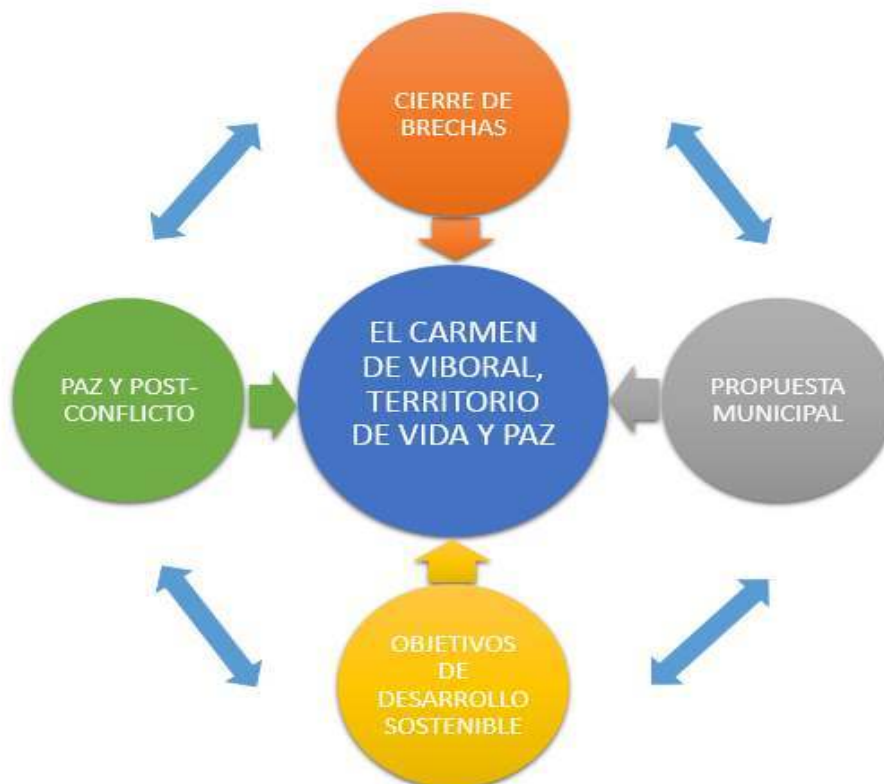 CIERRE DE
BRECHAS
EL CARMEN
DE VIBORAL,
TERRITORIO
DE VIDA Y PAZ
PAZ Y POST-
CONFLICTO
PROPUESTA
MUNICIPAL
OBJETIVOS
DE
DESARROLLO
SOSTENIBLE